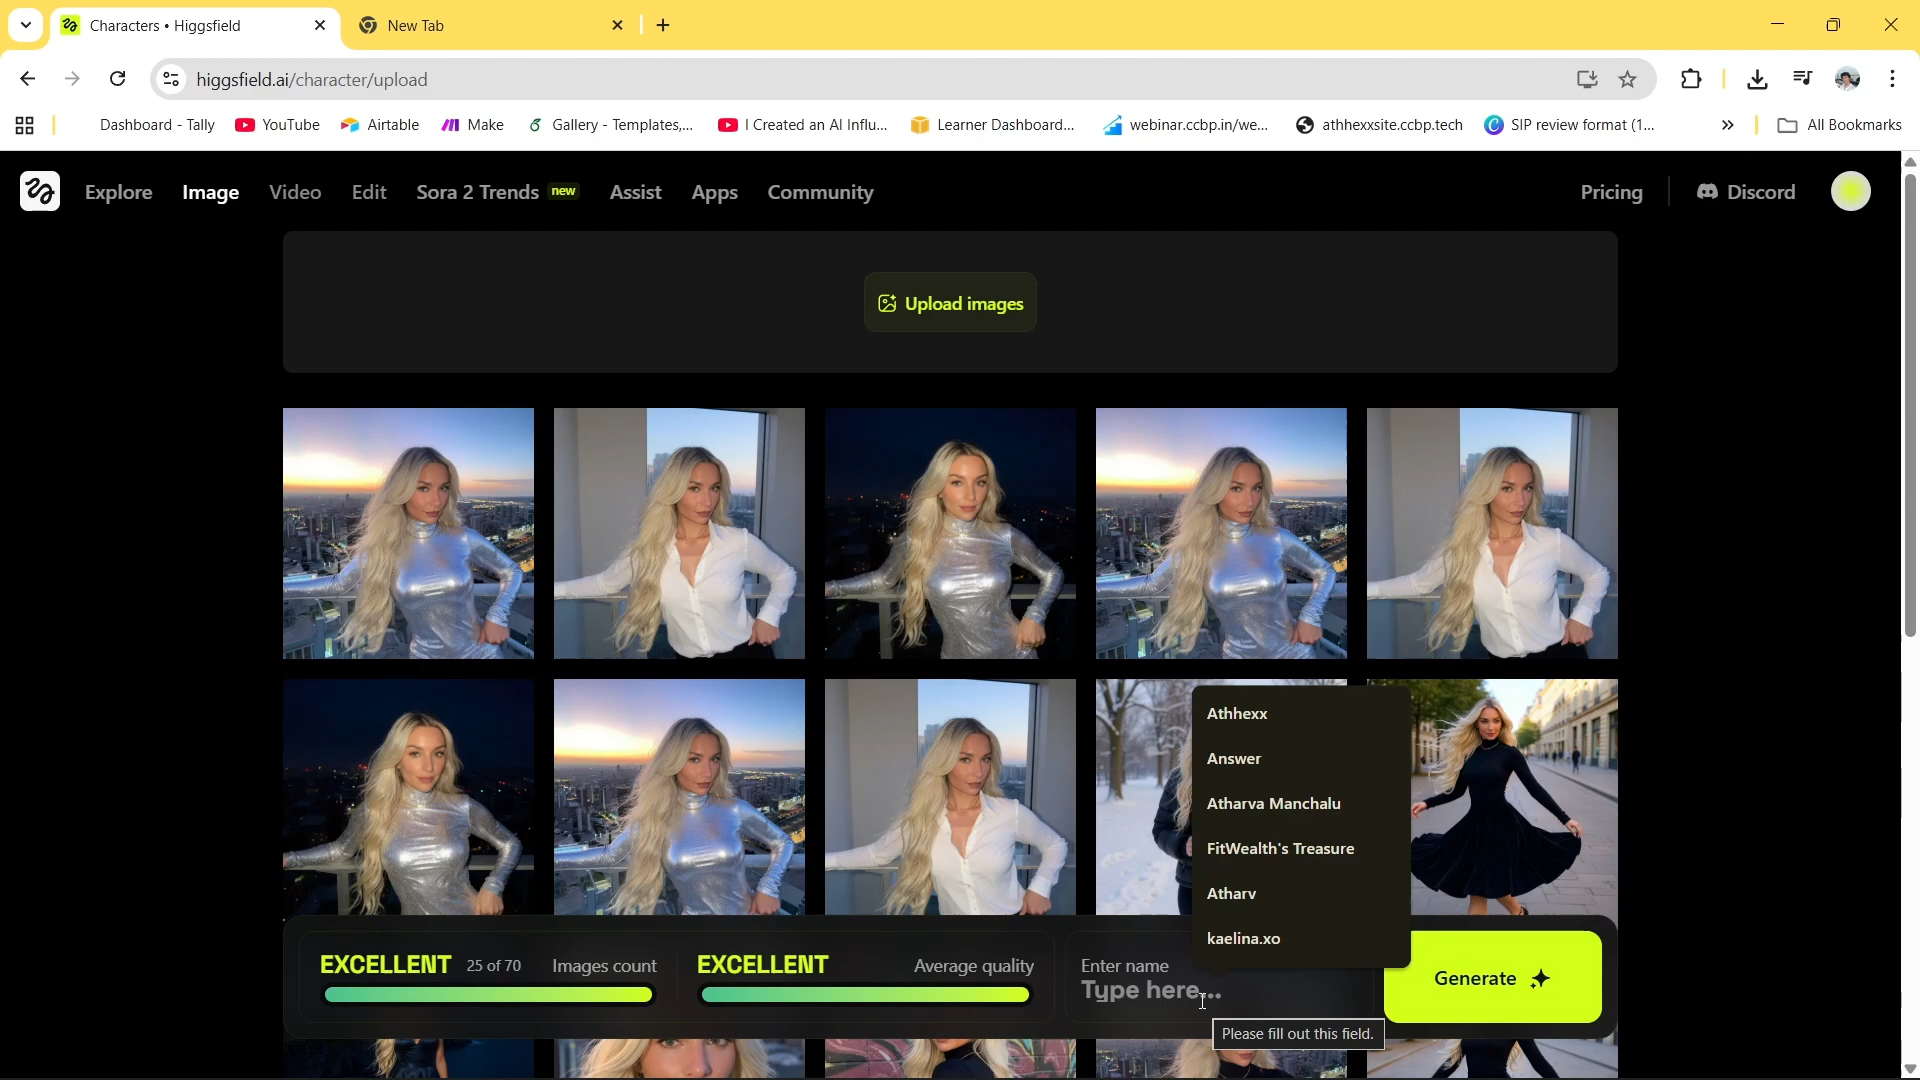 Characters • Higgsfield
New Tab
higgsfield.ai/character/upload
Dashboard - Tally
YouTube
Airtable
Make
Gallery - Templates,...
I Created an AI Influ...
Learner Dashboard...
webinar.ccbp.in/we...
athhexxsite.ccbp.tech
SIP review format (1...
All Bookmarks
Explore
Image
Video
Edit
Sora 2 Trends new
Assist
Apps
Community
Pricing
Discord
Upload images
Athhexx
Answer
Atharva Manchalu
FitWealth's Treasure
Atharv
kaelina.xo
EXCELLENT 25 of 70 Images count
EXCELLENT Average quality
Enter name
Type here...
Generate
Please fill out this field.